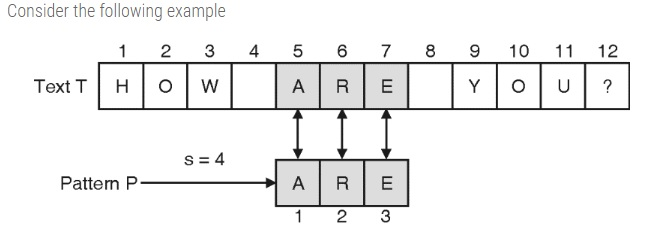 Consider the following example
1 2 3 4 5 6 7 8 9 10 11 12
Text T H O W A R E Y O U ?
s = 4
Pattern P A R E
1 2 3